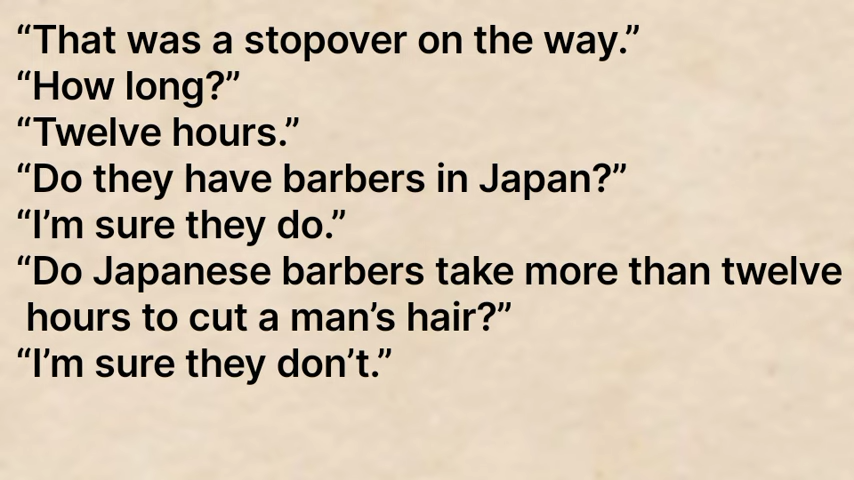 “That was a stopover on the way.”
“How long?”
“Twelve hours.”
“Do they have barbers in Japan?”
“I’m sure they do.”
“Do Japanese barbers take more than twelve
hours to cut a man’s hair?”
“I’m sure they don’t.”